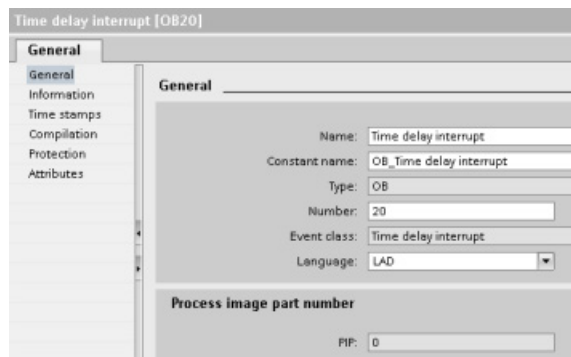 Time delay interrupt [OB20]
General
General
Information
Time stamps
Compilation
Protection
Attributes
General
Name: Time delay interrupt
Constant name: OB_Time delay interrupt
Type: OB
Number: 20
Event class: Time delay interrupt
Language: LAD
Process image part number
PIP: 0